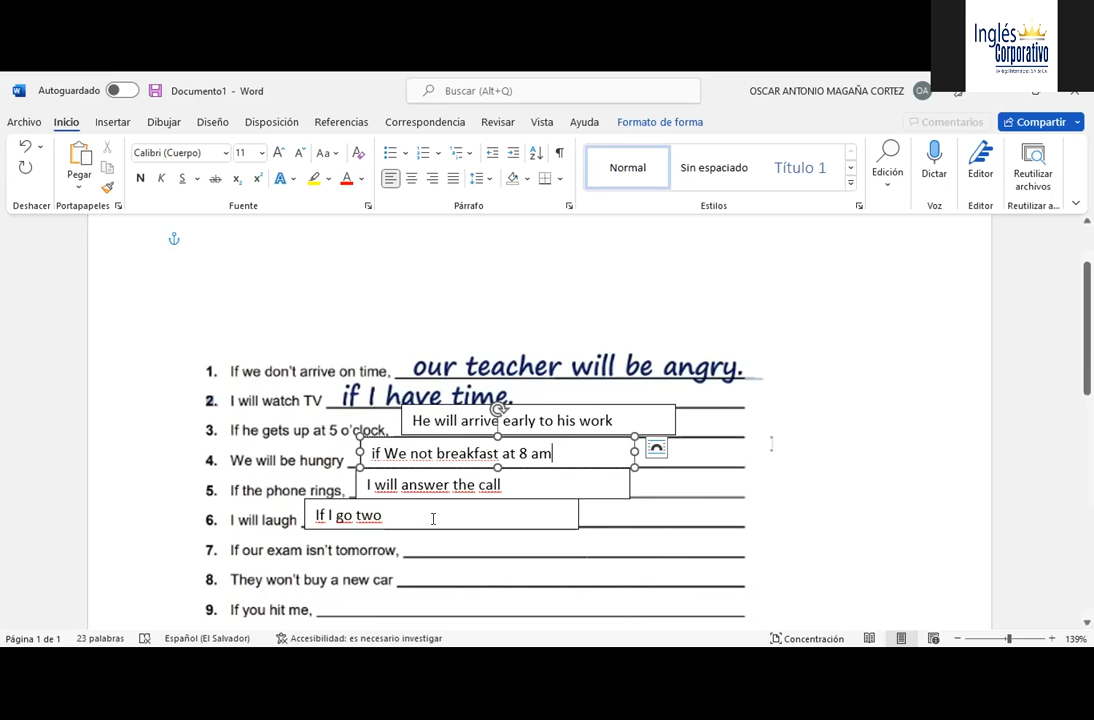 Inglés
Corporativo
Autoguardado
Documento1 - Word
Buscar (Alt+Q)
OSCAR ANTONIO MAGAÑA CORTEZ
OA
Archivo Inicio Insertar Dibujar Diseño Disposición Referencias Correspondencia Revisar Vista Ayuda Formato de forma
Comentarios Compartir
Calibri (Cuerpo) 11
Aa
Pegar
N K S ab x₂ x² A A
Normal Sin espaciado Título 1
Edición Dictar Editor Reutilizar archivos
Deshacer Portapapeles Fuente Párrafo Estilos Voz Editor Reutilizar a...
1. If we don't arrive on time, our teacher will be angry.
2. I will watch TV if I have time.
3. If he gets up at 5 o'clock, He will arrive early to his work
4. We will be hungry if We not breakfast at 8 am
5. If the phone rings, I will answer the call
6. I will laugh If I go two
7. If our exam isn't tomorrow,
8. They won't buy a new car
9. If you hit me,
Página 1 de 1 23 palabras Español (El Salvador) Accesibilidad: es necesario investigar Concentración 139%